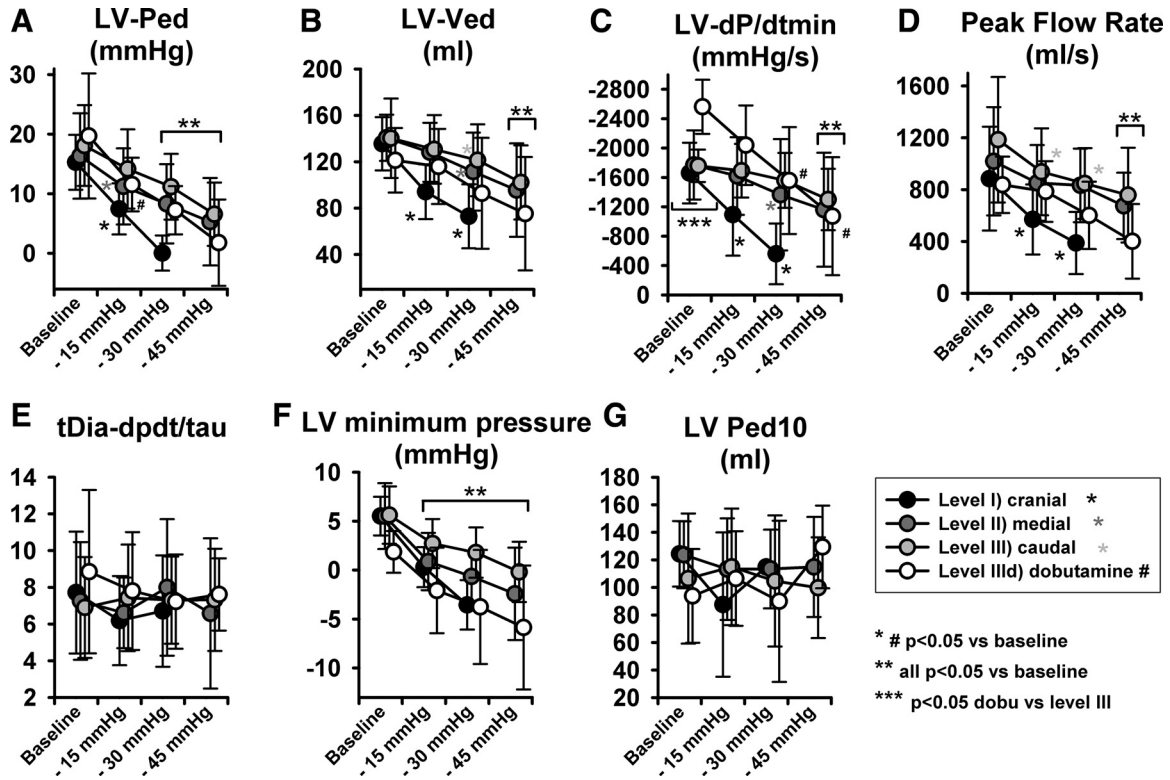 A
LV-Ped
(mmHg)
30
20
10
0
**
*
*
#
Baseline
- 15 mmHg
- 30 mmHg
- 45 mmHg
B
LV-Ved
(ml)
200
160
120
80
40
**
*
*
*
*
Baseline
- 15 mmHg
- 30 mmHg
- 45 mmHg
C
LV-dP/dtmin
(mmHg/s)
-2800
-2400
-2000
-1600
-1200
-800
-400
0
**
#
*
***
*
*
#
Baseline
- 15 mmHg
- 30 mmHg
- 45 mmHg
D
Peak Flow Rate
(ml/s)
1600
1200
800
400
0
**
*
*
*
*
Baseline
- 15 mmHg
- 30 mmHg
- 45 mmHg
E
tDia-dpdt/tau
14
12
10
8
6
4
2
Baseline
- 15 mmHg
- 30 mmHg
- 45 mmHg
F
LV minimum pressure
(mmHg)
10
5
0
-5
-10
**
Baseline
- 15 mmHg
- 30 mmHg
- 45 mmHg
G
LV Ped10
(ml)
180
160
140
120
100
80
60
40
20
Baseline
- 15 mmHg
- 30 mmHg
- 45 mmHg
Level I) cranial *
Level II) medial *
Level III) caudal *
Level IIId) dobutamine #
* # p<0.05 vs baseline
** all p<0.05 vs baseline
*** p<0.05 dobu vs level III